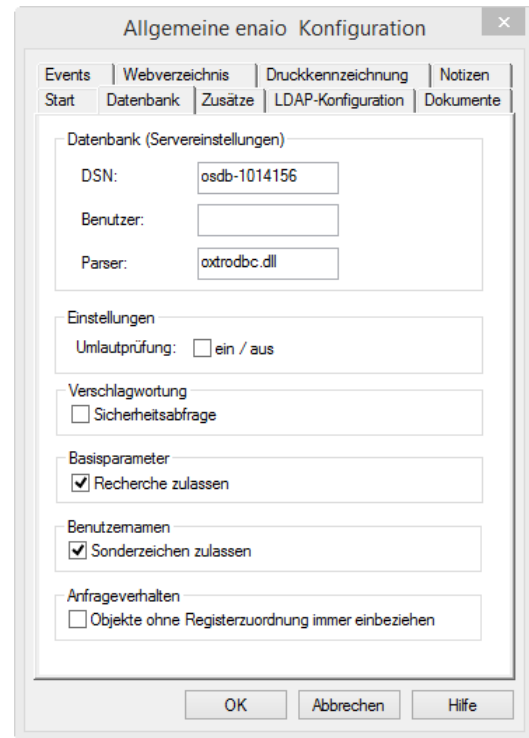 Allgemeine enaio Konfiguration
Events Webverzeichnis Druckkennzeichnung Notizen
Start Datenbank Zusätze LDAP-Konfiguration Dokumente
Datenbank (Servereinstellungen)
DSN: osdb-1014156
Benutzer:
Parser: oxtrodbc.dll
Einstellungen
Umlautprüfung: ein / aus
Verschlagwortung
Sicherheitsabfrage
Basisparameter
Recherche zulassen
Benutzernamen
Sonderzeichen zulassen
Anfrageverhalten
Objekte ohne Registerzuordnung immer einbeziehen
OK Abbrechen Hilfe